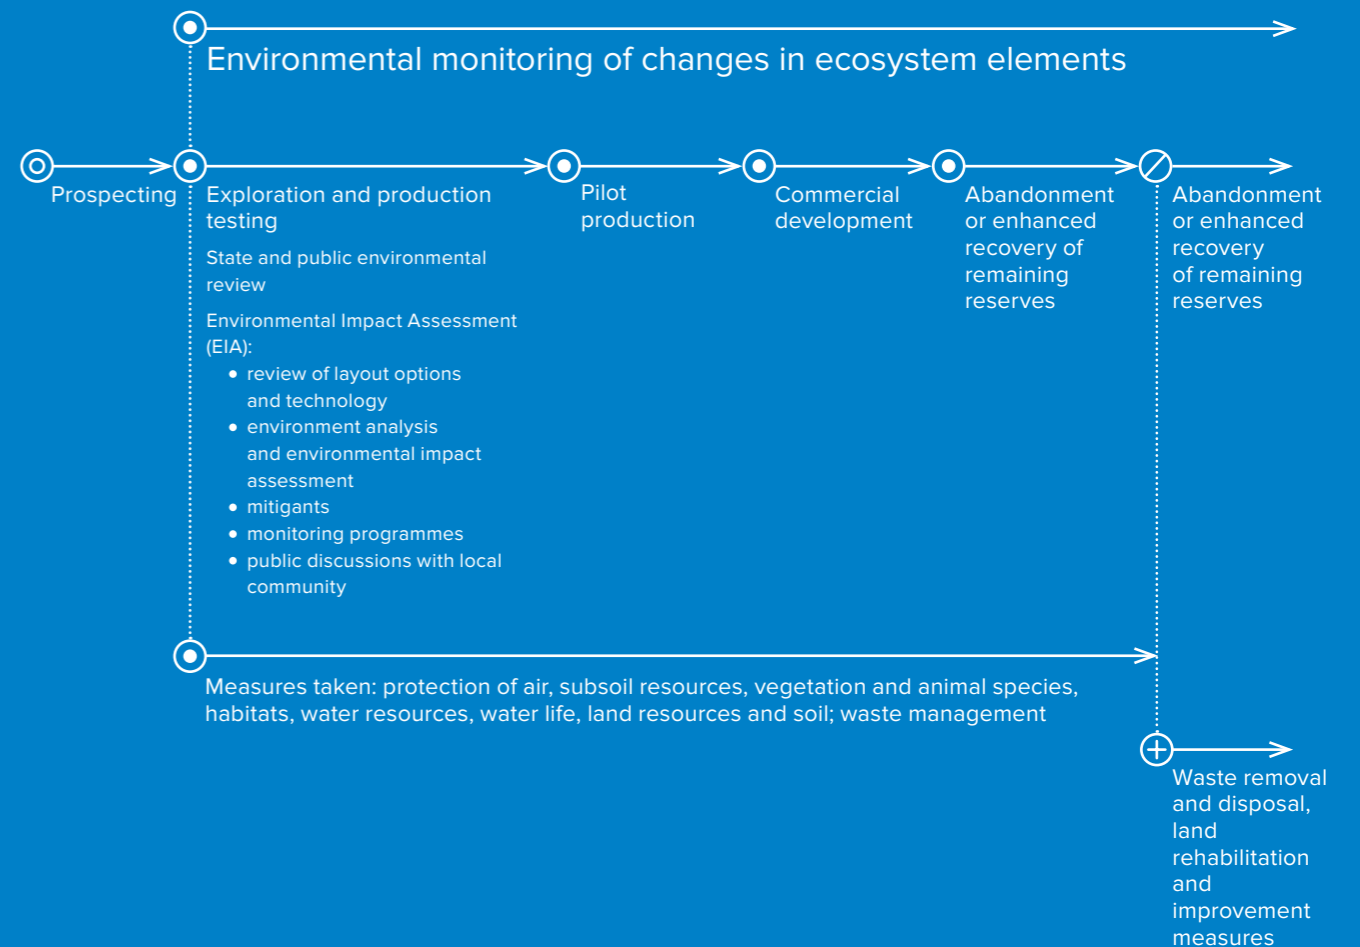 Environmental monitoring of changes in ecosystem elements
Prospecting
Exploration and production
testing
State and public environmental
review
Environmental Impact Assessment
(EIA):
• review of layout options
and technology
• environment analysis
and environmental impact
assessment
• mitigants
• monitoring programmes
• public discussions with local
community
Pilot
production
Commercial
development
Abandonment
or enhanced
recovery of
remaining
reserves
Abandonment
or enhanced
recovery
of remaining
reserves
Measures taken: protection of air, subsoil resources, vegetation and animal species,
habitats, water resources, water life, land resources and soil; waste management
Waste removal
and disposal,
land
rehabilitation
and
improvement
measures